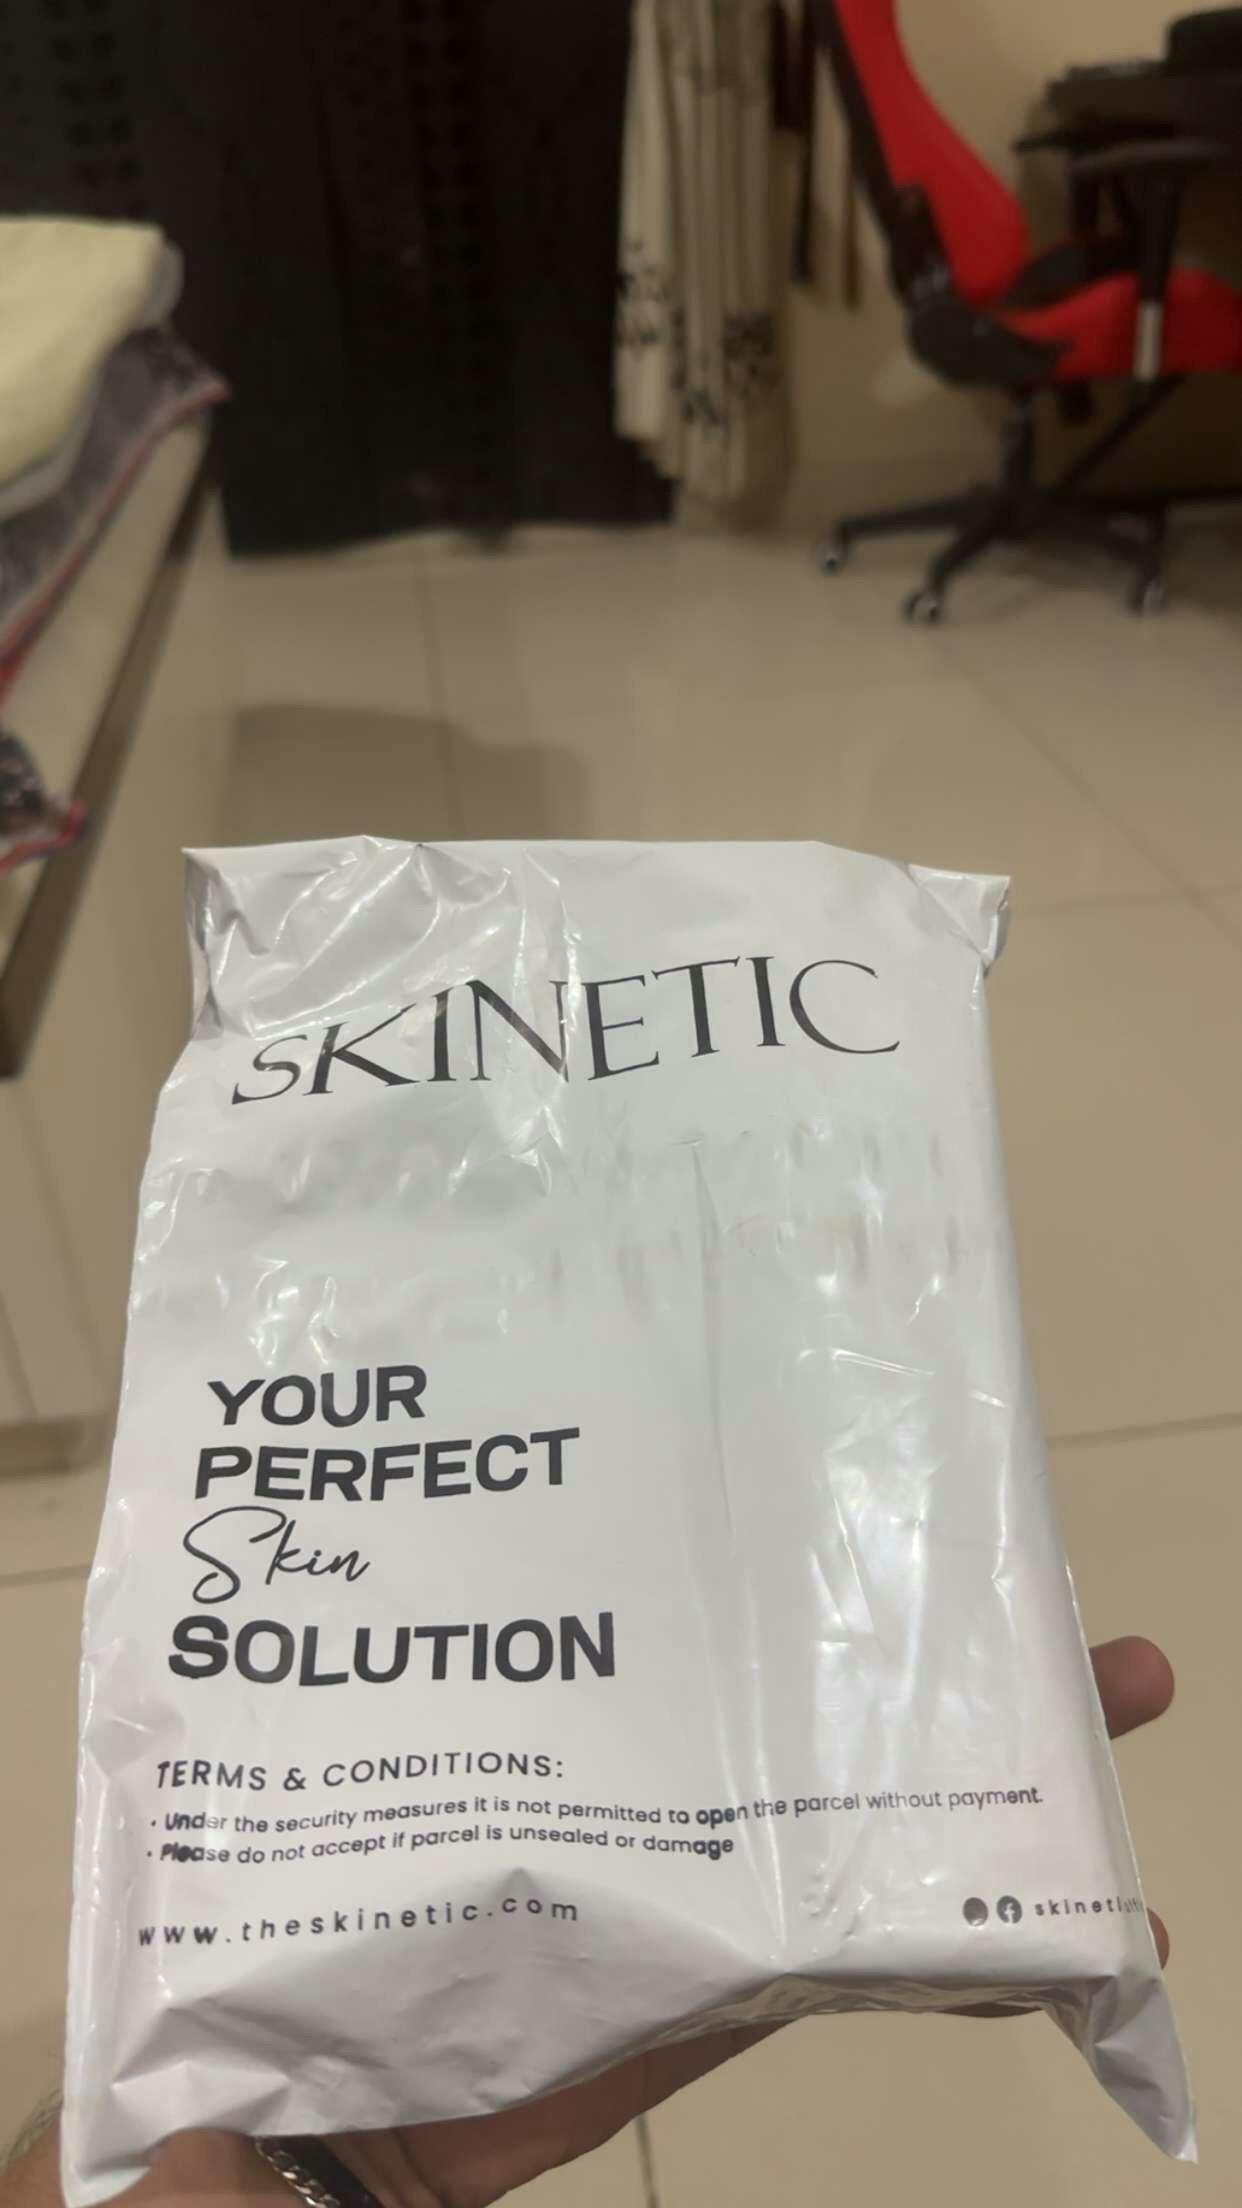 SKINETIC
YOUR
PERFECT
Skin
SOLUTION
TERMS & CONDITIONS:
• Under the security measures it is not permitted to open the parcel without payment.
• Please do not accept if parcel is unsealed or damage
www.theskinetic.com